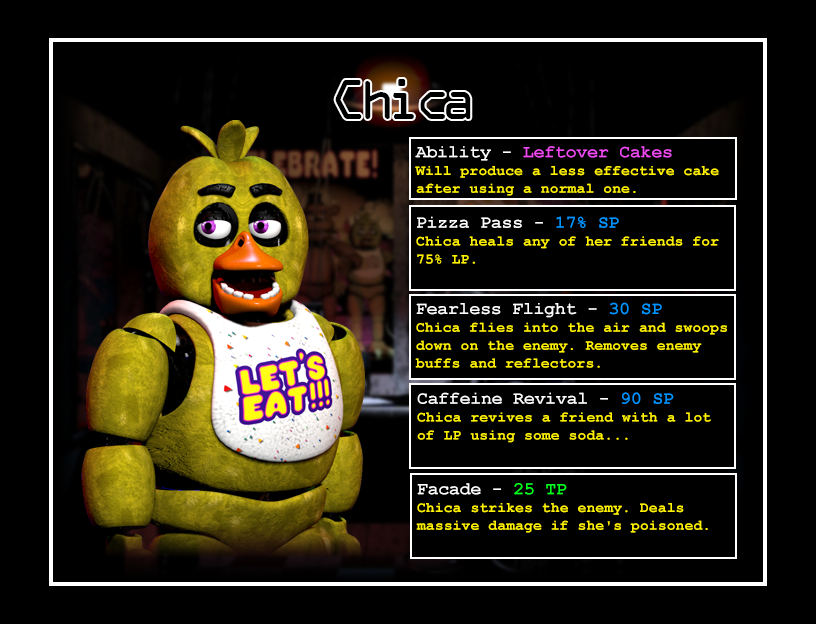 Chica
CELEBRATE!
Ability - Leftover Cakes
Will produce a less effective cake
after using a normal one.
Pizza Pass - 17% SP
Chica heals any of her friends for
75% LP.
Fearless Flight - 30 SP
Chica flies into the air and swoops
down on the enemy. Removes enemy
buffs and reflectors.
LET'S
EAT!!!
Caffeine Revival - 90 SP
Chica revives a friend with a lot
of LP using some soda...
Facade - 25 TP
Chica strikes the enemy. Deals
massive damage if she's poisoned.